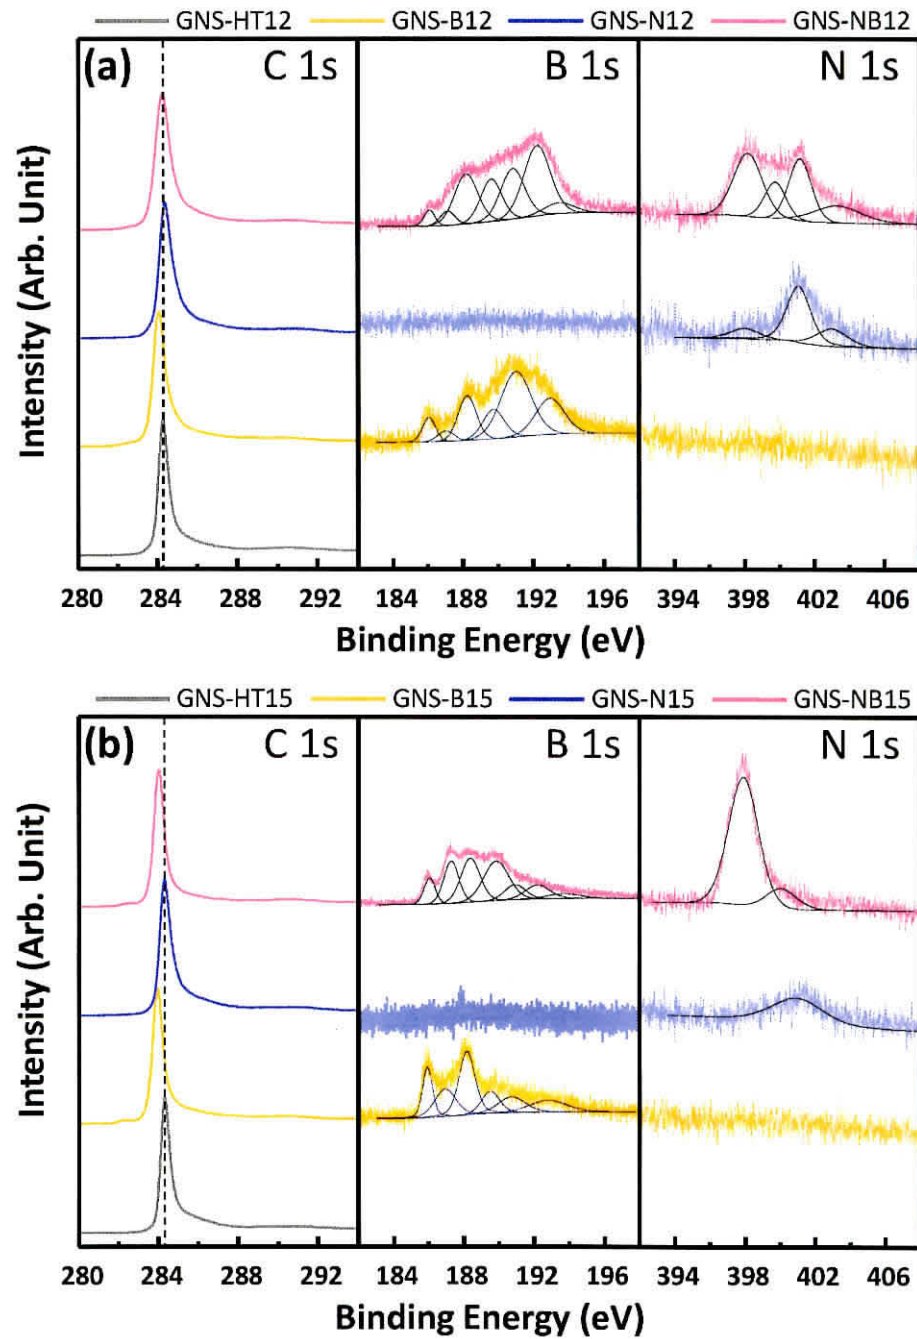 GNS-HT12 GNS-B12 GNS-N12 GNS-NB12
(a) C 1s B 1s N 1s
Intensity (Arb. Unit)
280 284 288 292 184 188 192 196 394 398 402 406
Binding Energy (eV)
GNS-HT15 GNS-B15 GNS-N15 GNS-NB15
(b) C 1s B 1s N 1s
Intensity (Arb. Unit)
280 284 288 292 184 188 192 196 394 398 402 406
Binding Energy (eV)